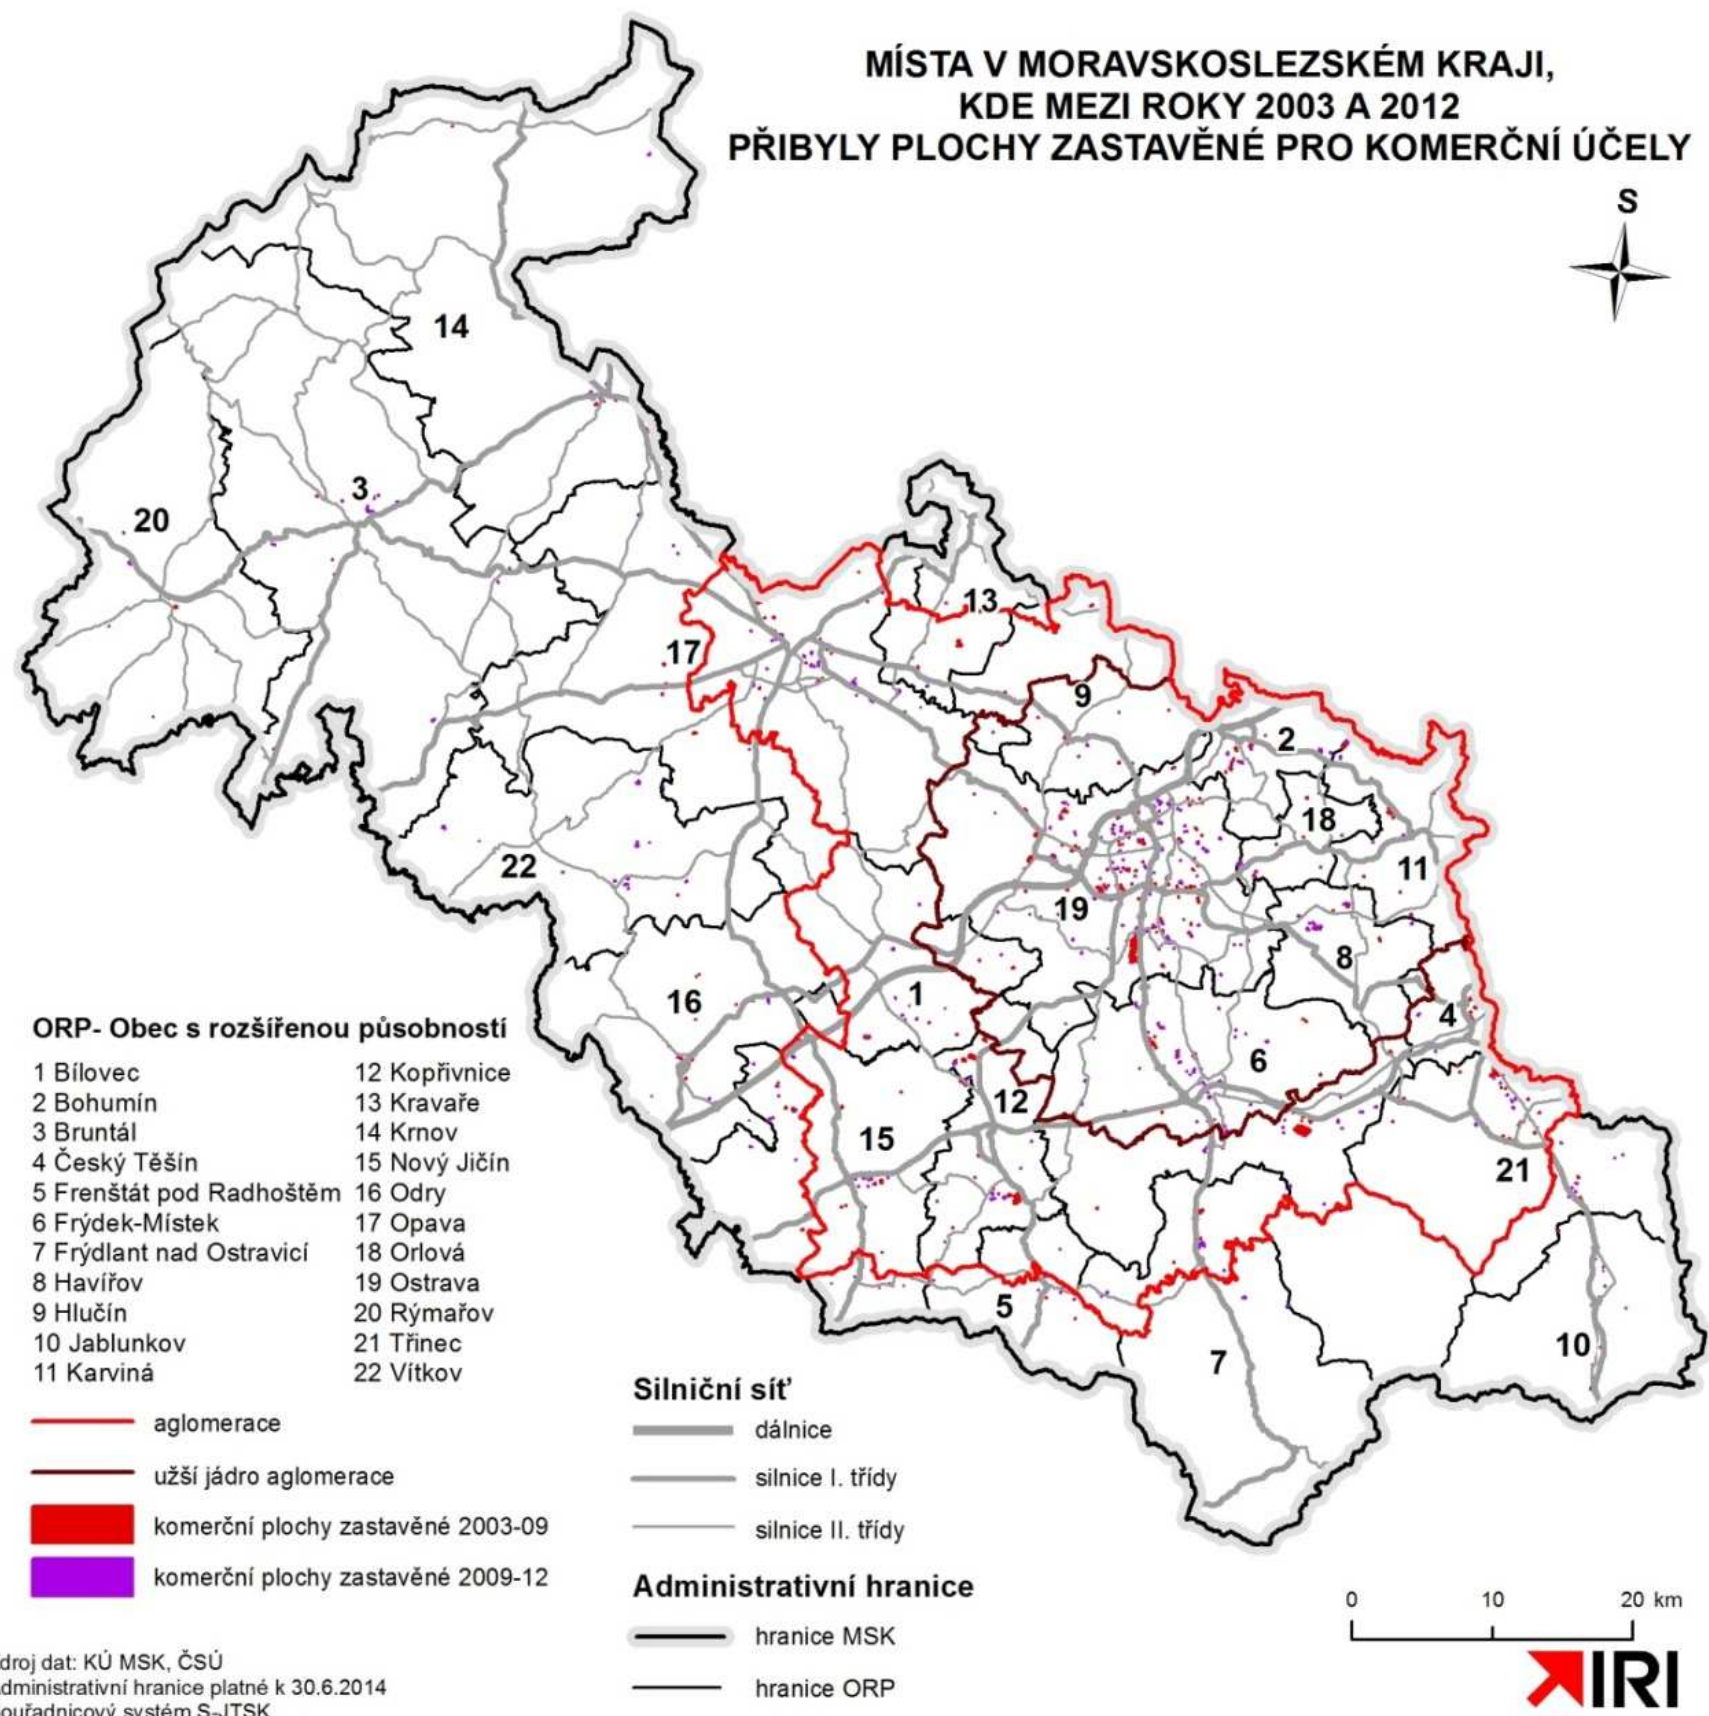 MÍSTA V MORAVSKOSLEZSKÉM KRAJI,
KDE MEZI ROKY 2003 A 2012
PŘIBYLY PLOCHY ZASTAVĚNÉ PRO KOMERČNÍ ÚČELY
S
14
3
20
13
17
9
2
18
22
11
19
8
1
16
4
6
12
15
21
5
10
7
ORP- Obec s rozšířenou působností
1 Bílovec
2 Bohumín
3 Bruntál
4 Český Těšín
5 Frenštát pod Radhoštěm
6 Frýdek-Místek
7 Frýdlant nad Ostravicí
8 Havířov
9 Hlučín
10 Jablunkov
11 Karviná
12 Kopřivnice
13 Kravaře
14 Krnov
15 Nový Jičín
16 Odry
17 Opava
18 Orlová
19 Ostrava
20 Rýmařov
21 Třinec
22 Vítkov
aglomerace
užší jádro aglomerace
komerční plochy zastavěné 2003-09
komerční plochy zastavěné 2009-12
Silniční síť
dálnice
silnice I. třídy
silnice II. třídy
Administrativní hranice
hranice MSK
hranice ORP
0 10 20 km
IRI
droj dat: KÚ MSK, ČSÚ
dministrativní hranice platné k 30.6.2014
ouřadnicový systém S-JTSK